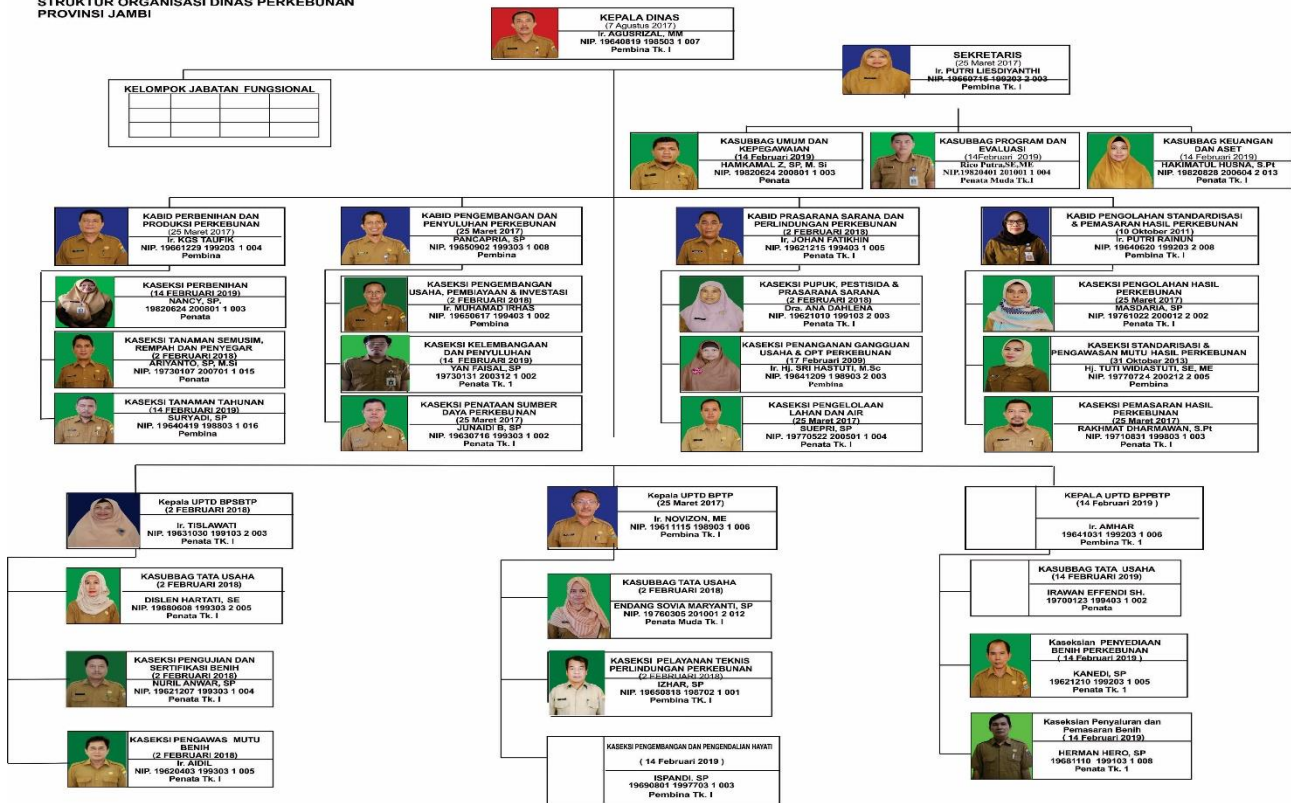 STRUKTUR ORGANISASI DINAS PERKEBUNAN
PROVINSI JAMBI
KEPALA DINAS
(7 Agustus 2017)
Ir. AGUSRIZAL, MM
NIP. 19640819 198503 1 007
Pembina Tk. I
SEKRETARIS
(25 Maret 2017)
Ir. PUTRI LIESDIYANTHI
NIP. 19660715 199203 2 003
Pembina Tk. I
KELOMPOK JABATAN FUNGSIONAL
KASUBBAG UMUM DAN
KEPEGAWAIAN
(14 Februari 2019)
HAMKAMAL Z, SP, M. Si
NIP. 19820624 200801 1 003
Penata
KASUBBAG PROGRAM DAN
EVALUASI
(14Februari 2019)
Rico Putra,SE,ME
NIP.19820401 201001 1 004
Penata Muda Tk.I
KASUBBAG KEUANGAN
DAN ASET
(14 Februari 2019)
HAKIMATUL HUSNA, S.Pt
NIP. 19820828 200604 2 013
Penata Tk. I
KABID PERBENIHAN DAN
PRODUKSI PERKEBUNAN
(25 Maret 2017)
Ir. KGS TAUFIK
NIP. 19661229 199203 1 004
Pembina
KABID PENGEMBANGAN DAN
PENYULUHAN PERKEBUNAN
(25 Maret 2017)
PANCAPRIA, SP
NIP. 19650902 199303 1 008
Pembina
KABID PRASARANA SARANA DAN
PERLINDUNGAN PERKEBUNAN
(2 FEBRUARI 2018)
Ir, JOHAN FATIKHIN
NIP. 19621215 199403 1 005
Penata Tk. I
KABID PENGOLAHAN STANDARDISASI
& PEMASARAN HASIL PERKEBUNAN
(10 Oktober 2011)
Ir. PUTRI RAINUN
NIP. 19640620 199203 2 008
Pembina Tk. I
KASEKSI PERBENIHAN
(14 FEBRUARI 2019)
NANCY, SP.
19820624 200801 1 003
Penata
KASEKSI PENGEMBANGAN
USAHA, PEMBIAYAAN & INVESTASI
(2 FEBRUARI 2018)
Ir. MUHAMAD IRHAS
NIP. 19650617 199403 1 002
Pembina
KASEKSI PUPUK, PESTISIDA &
PRASARANA SARANA
(2 FEBRUARI 2018)
Dra. ANA DAHLENA
NIP. 19621010 199103 2 003
Penata Tk. I
KASEKSI PENGOLAHAN HASIL
PERKEBUNAN
(25 Maret 2017)
MASDARIA, SP
NIP. 19761022 200012 2 002
Penata Tk. I
KASEKSI TANAMAN SEMUSIM,
REMPAH DAN PENYEGAR
(2 FEBRUARI 2018)
ARIYANTO, SP, M.Si
NIP. 19730107 200701 1 015
Penata
KASEKSI KELEMBAGAAN
DAN PENYULUHAN
(14 FEBRUARI 2019)
YAN FAISAL, SP
19730131 200312 1 002
Penata Tk. 1
KASEKSI PENANGANAN GANGGUAN
USAHA & OPT PERKEBUNAN
(17 Februari 2009)
Ir. Hj. SRI HASTUTI, M.Sc
NIP. 19641209 198903 2 003
Pembina
KASEKSI STANDARISASI &
PENGAWASAN MUTU HASIL PERKEBUNAN
(31 Oktober 2013)
Hj. TUTI WIDIASTUTI, SE, ME
NIP. 19770724 200212 2 005
Pembina
KASEKSI TANAMAN TAHUNAN
(14 FEBRUARI 2019)
SURYADI, SP
NIP. 19640419 198803 1 016
Pembina
KASEKSI PENATAAN SUMBER
DAYA PERKEBUNAN
(25 Maret 2017)
JUNAIDI B, SP
NIP. 19630716 199303 1 002
Penata Tk. I
KASEKSI PENGELOLAAN
LAHAN DAN AIR
(25 Maret 2017)
SUEPRI, SP
NIP. 19770522 200501 1 004
Penata Tk. I
KASEKSI PEMASARAN HASIL
PERKEBUNAN
(25 Maret 2017)
RAKHMAT DHARMAWAN, S.Pt
NIP. 19710831 199803 1 003
Penata Tk. I
Kepala UPTD BPSBTP
(2 FEBRUARI 2018)
Ir. TISLAWATI
NIP. 19631030 199103 2 003
Penata TK. I
Kepala UPTD BPTP
(25 Maret 2017)
Ir. NOVIZON, ME
NIP. 19611115 198903 1 006
Pembina Tk. I
KEPALA UPTD BPPBTP
(14 Februari 2019 )
Ir. AMHAR
19641031 199203 1 006
Pembina Tk. 1
KASUBBAG TATA USAHA
(2 FEBRUARI 2018)
DISLEN HARTATI, SE
NIP. 19680608 199303 2 005
Penata Tk. I
KASUBBAG TATA USAHA
(2 FEBRUARI 2018)
ENDANG SOVIA MARYANTI, SP
NIP. 19760305 201001 2 012
Penata Muda Tk. I
KASUBBAG TATA USAHA
(14 FEBRUARI 2019)
IRAWAN EFFENDI SH.
19700123 199403 1 002
Penata
KASEKSI PENGUJIAN DAN
SERTIFIKASI BENIH
(2 FEBRUARI 2018)
NURIL ANWAR, SP
NIP. 19621207 199303 1 004
Penata Tk. I
KASEKSI PELAYANAN TEKNIS
PERLINDUNGAN PERKEBUNAN
(2 FEBRUARI 2018)
IZHAR, SP
NIP. 19650818 198702 1 001
Pembina TK. I
Kaseksian PENYEDIAAN
BENIH PERKEBUNAN
( 14 Februari 2019 )
KANEDI, SP
19621210 199203 1 005
Penata Tk. 1
KASEKSI PENGAWAS MUTU
BENIH
(2 FEBRUARI 2018)
Ir. AIDIL
NIP. 19620403 199303 1 005
Penata Tk. I
KASEKSI PENGEMBANGAN DAN PENGENDALIAN HAYATI
( 14 Februari 2019 )
ISPANDI. SP
19690801 1997703 1 003
Pembina Tk. I
Kaseksian Penyaluran dan
Pemasaran Benih
( 14 Februari 2019)
HERMAN HERO, SP
19681110 199103 1 008
Penata Tk. 1